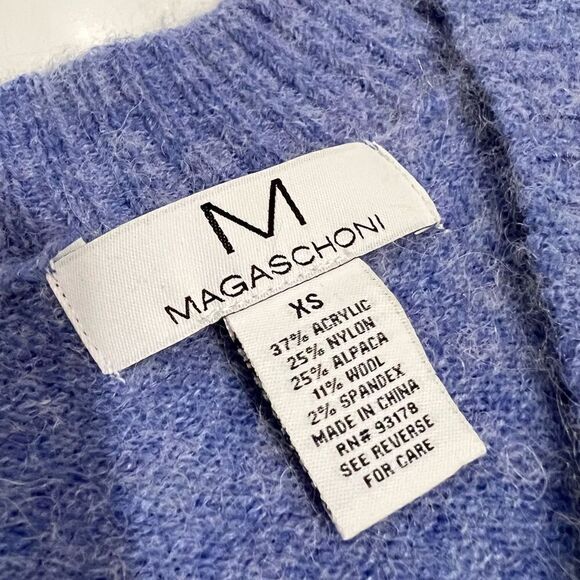 M
MAGASCHONI
XS
37% ACRYLIC
25% NYLON
25% ALPACA
11% WOOL
2% SPANDEX
MADE IN CHINA
RN# 93178
SEE REVERSE
FOR CARE